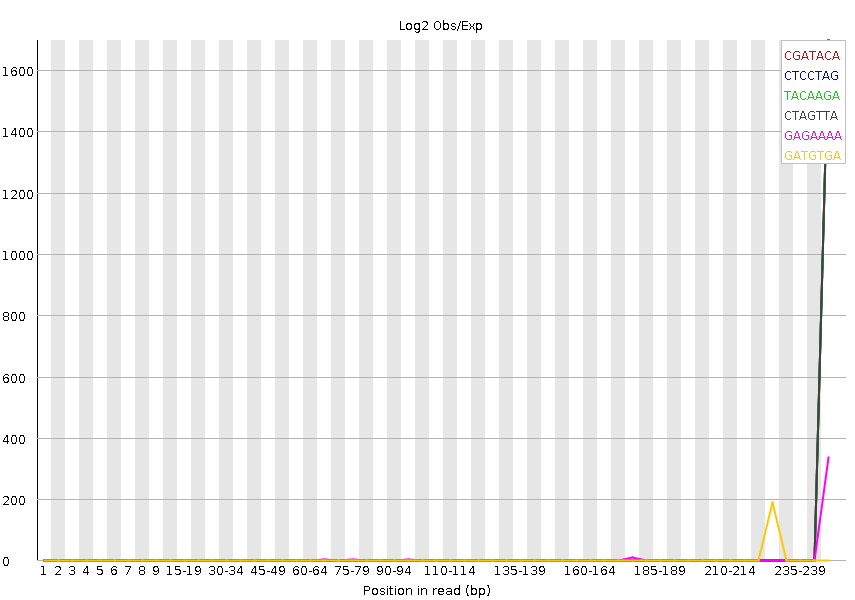 Log2 Obs/Exp
CGATACA
CTCCTAG
TACAAGA
CTAGTTA
GAGAAAA
GATGTGA
1600
1400
1200
1000
800
600
400
200
0
1 2 3 4 5 6 7 8 9 15-19 30-34 45-49 60-64 75-79 90-94 110-114 135-139 160-164 185-189 210-214 235-239
Position in read (bp)